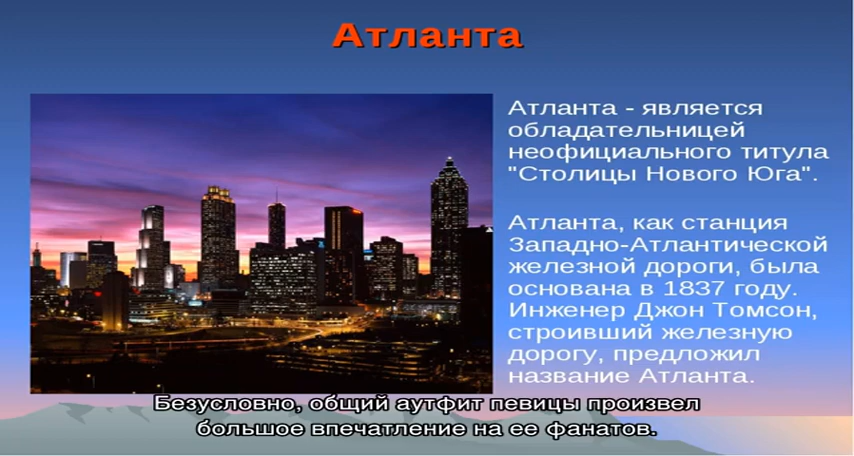 Атланта
Атланта - является
обладательницей
неофициального титула
"Столицы Нового Юга".
Атланта, как станция
Западно-Атлантической
железной дороги, была
основана в 1837 году.
Инженер Джон Томсон,
строивший железную
дорогу, предложил
название Атланта.
Безусловно, общий аутфит певицы произвел
большое впечатление на ее фанатов.